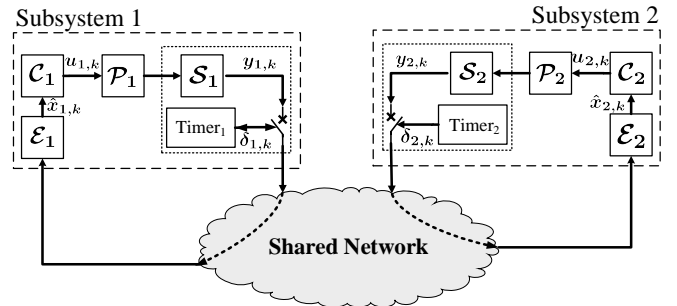 Subsystem 1
Subsystem 2
𝒞₁ u₁,ₖ 𝒫₁ 𝒮₁ y₁,ₖ
y₂,ₖ 𝒮₂ 𝒫₂ u₂,ₖ 𝒞₂
x̂₁,ₖ
x̂₂,ₖ
ℰ₁ Timer₁ δ₁,ₖ
δ₂,ₖ Timer₂ ℰ₂
Shared Network